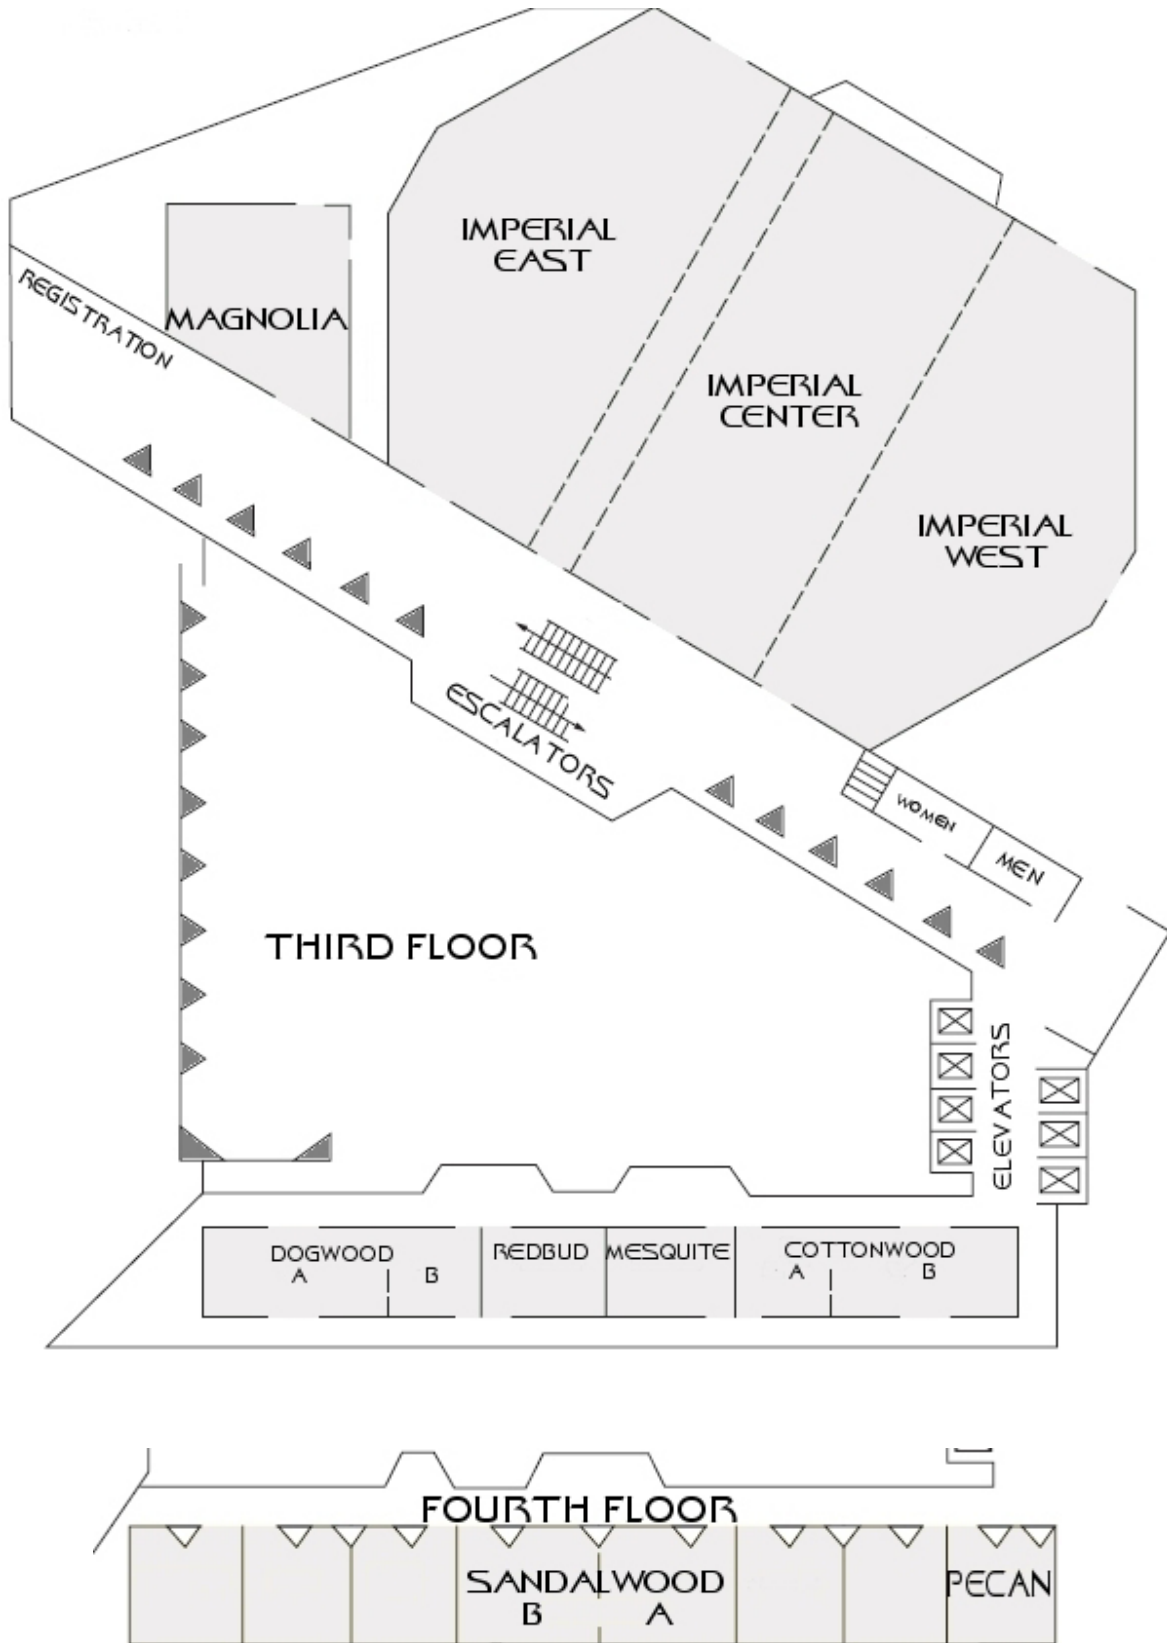 IMPERIAL
EAST
REGISTRATION
MAGNOLIA
IMPERIAL
CENTER
IMPERIAL
WEST
ESCALATORS
WOMEN
MEN
THIRD FLOOR
ELEVATORS
DOGWOOD
A
B
REDBUD
MESQUITE
COTTONWOOD
A
B
FOURTH FLOOR
SANDALWOOD
B
A
PECAN